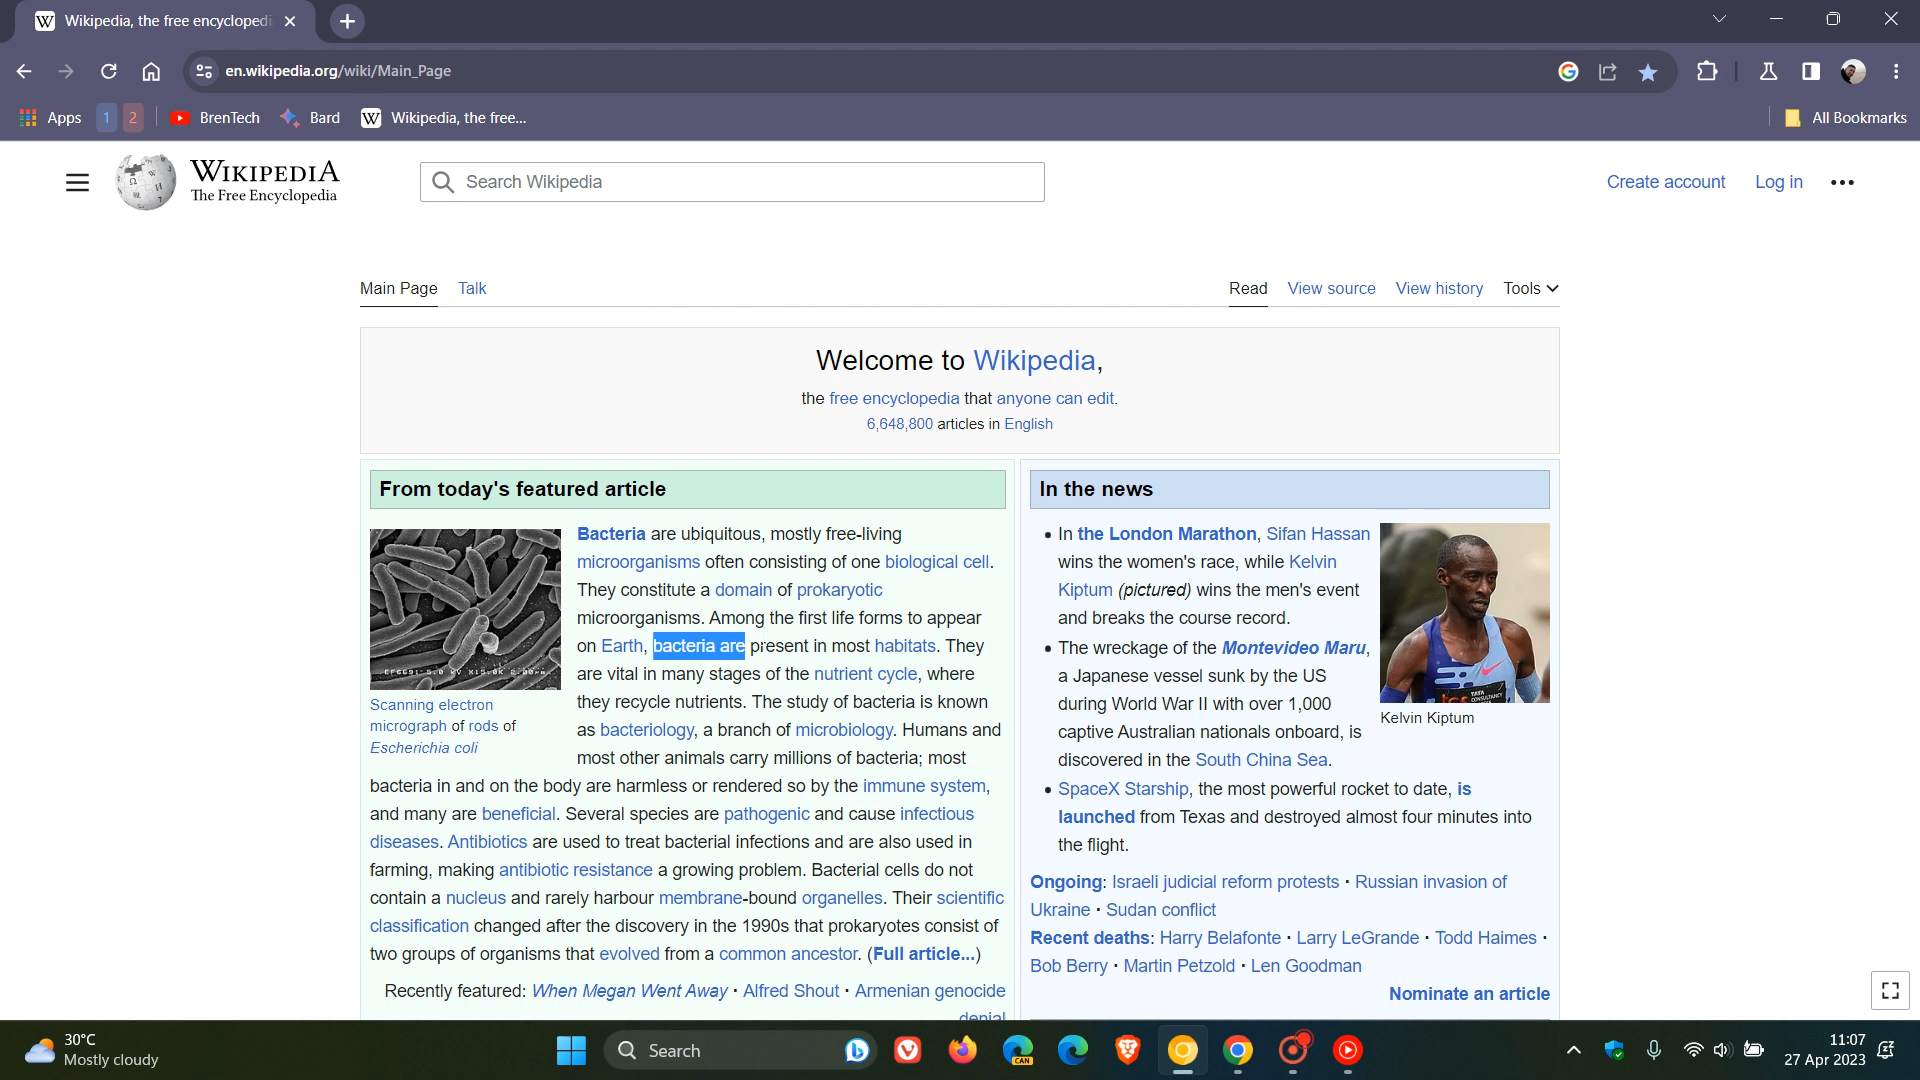 Wikipedia, the free encyclopedi
en.wikipedia.org/wiki/Main_Page
Apps 1 2 BrenTech Bard Wikipedia, the free... All Bookmarks
WIKIPEDIA
The Free Encyclopedia
Search Wikipedia
Create account Log in
Main Page Talk Read View source View history Tools
Welcome to Wikipedia,
the free encyclopedia that anyone can edit.
6,648,800 articles in English
From today's featured article
Bacteria are ubiquitous, mostly free-living
microorganisms often consisting of one biological cell.
They constitute a domain of prokaryotic
microorganisms. Among the first life forms to appear
on Earth, bacteria are present in most habitats. They
are vital in many stages of the nutrient cycle, where
they recycle nutrients. The study of bacteria is known
as bacteriology, a branch of microbiology. Humans and
most other animals carry millions of bacteria; most
Scanning electron
micrograph of rods of
Escherichia coli
bacteria in and on the body are harmless or rendered so by the immune system,
and many are beneficial. Several species are pathogenic and cause infectious
diseases. Antibiotics are used to treat bacterial infections and are also used in
farming, making antibiotic resistance a growing problem. Bacterial cells do not
contain a nucleus and rarely harbour membrane-bound organelles. Their scientific
classification changed after the discovery in the 1990s that prokaryotes consist of
two groups of organisms that evolved from a common ancestor. (Full article...)
Recently featured: When Megan Went Away · Alfred Shout · Armenian genocide
denial
In the news
• In the London Marathon, Sifan Hassan
wins the women's race, while Kelvin
Kiptum (pictured) wins the men's event
and breaks the course record.
• The wreckage of the Montevideo Maru,
a Japanese vessel sunk by the US
during World War II with over 1,000
captive Australian nationals onboard, is
discovered in the South China Sea.
TATA
CONSULTANCY
Kelvin Kiptum
• SpaceX Starship, the most powerful rocket to date, is
launched from Texas and destroyed almost four minutes into
the flight.
Ongoing: Israeli judicial reform protests · Russian invasion of
Ukraine · Sudan conflict
Recent deaths: Harry Belafonte · Larry LeGrande · Todd Haimes ·
Bob Berry · Martin Petzold · Len Goodman
Nominate an article
30°C
Mostly cloudy
Search
CAN
11:07
27 Apr 2023